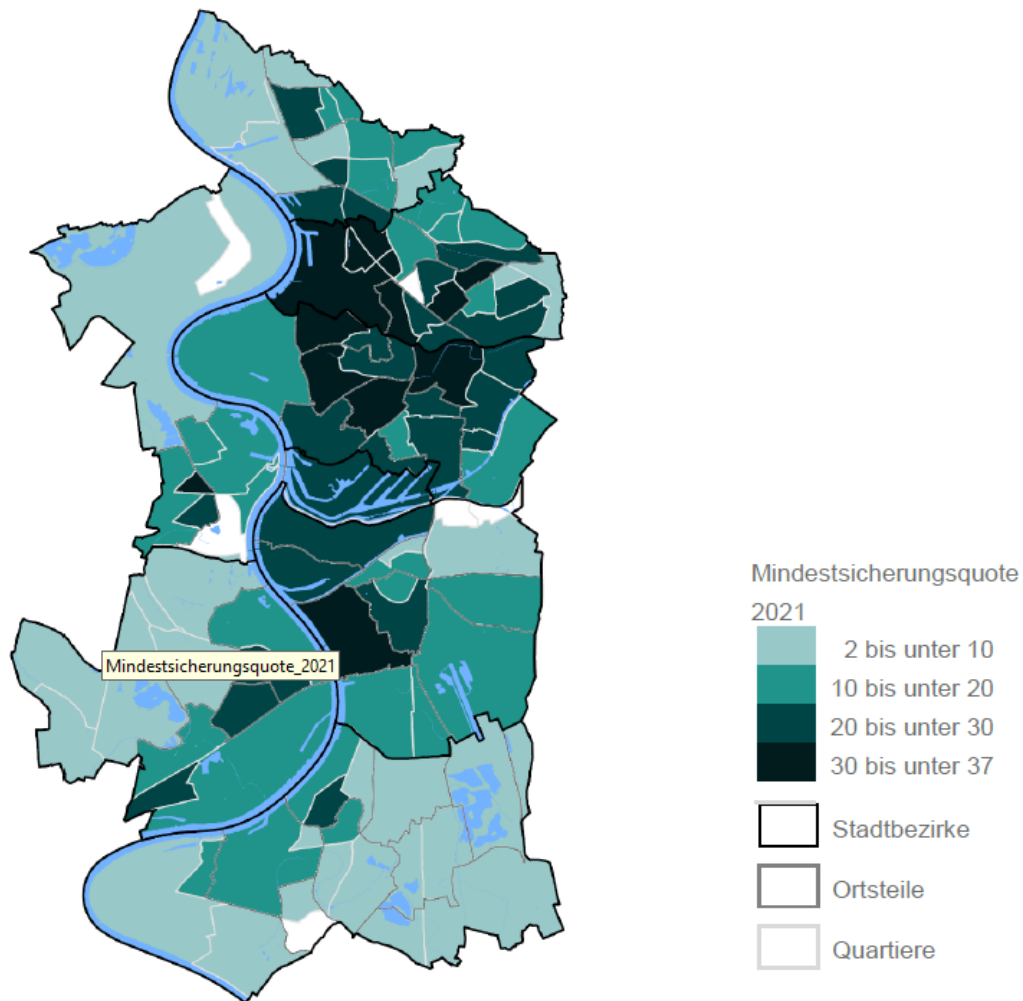 Mindestsicherungsquote_2021
Mindestsicherungsquote
2021
2 bis unter 10
10 bis unter 20
20 bis unter 30
30 bis unter 37
Stadtbezirke
Ortsteile
Quartiere